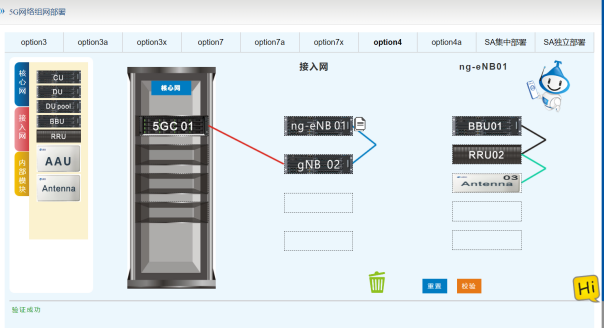 » 5G网络组网部署
option3 option3a option3x option7 option7a option7x option4 option4a SA集中部署 SA独立部署
核心网
接入网
内部模块
CU
DU
DU pool
BBU
RRU
AAU
Antenna
核心网
5GC 01
接入网
ng-eNB 01
gNB 02
ng-eNB01
BBU01
RRU02
03
Antenna
重置 校验
Hi
验证成功